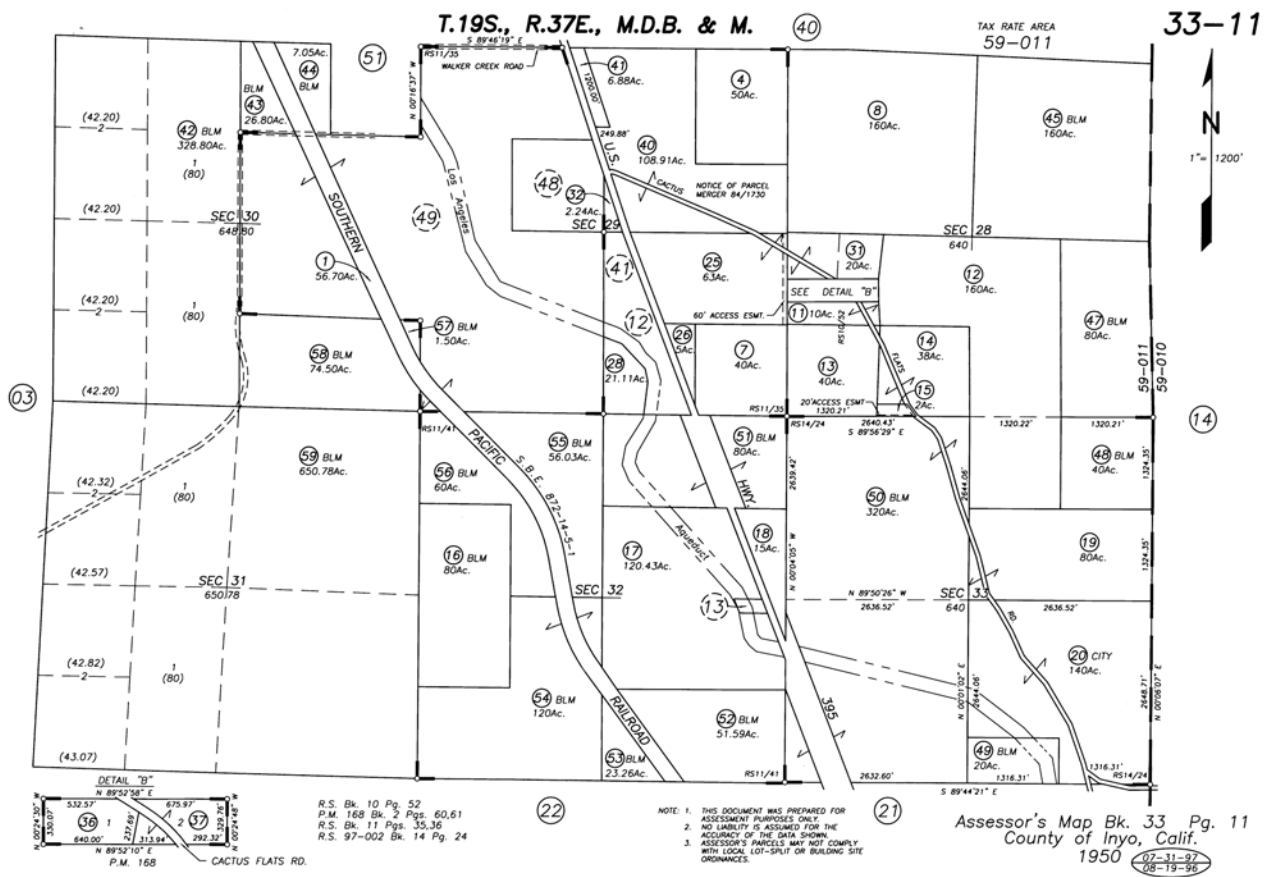 T.19S., R.37E., M.D.B. & M.
40
TAX RATE AREA
59-011
33-11
S 89°46'19" E
RS11/35
WALKER CREEK ROAD
N 00°16'37" W
51
7.05Ac.
44
BLM
BLM
43
26.80Ac.
41
6.88Ac.
1200.00'
249.88'
4
50Ac.
8
160Ac.
45 BLM
160Ac.
N
1"= 1200'
(42.20)
2
42 BLM
328.80Ac.
1
(80)
40
108.91Ac.
U.S.
CACTUS
NOTICE OF PARCEL
MERGER 84/1730
48
32
2.24Ac.
Los Angeles
SOUTHERN
49
(42.20)
2
SEC 30
648.80
SEC 29
SEC 28
640
1
56.70Ac.
41
25
63Ac.
31
20Ac.
12
160Ac.
SEE DETAIL "B"
60' ACCESS ESMT.
11 10Ac.
RS10/52
(42.20)
2
1
(80)
57 BLM
1.50Ac.
12
26
5Ac.
7
40Ac.
13
40Ac.
14
38Ac.
FLATS
47 BLM
80Ac.
59-011
59-010
58 BLM
74.50Ac.
28
21.11Ac.
15
2Ac.
20'ACCESS ESMT
03
(42.20)
RS11/41
RS11/35
RS14/24
1320.21'
2640.43'
S 89°56'29" E
1320.22'
1320.21'
14
PACIFIC
S.B.E. 872-14-5-1
59 BLM
650.78Ac.
56 BLM
60Ac.
55 BLM
56.03Ac.
51 BLM
80Ac.
HWY.
2639.42'
N 00°04'05" W
50 BLM
320Ac.
2644.06'
48 BLM
40Ac.
1324.35'
(42.32)
2
1
(80)
Aqueduct
16 BLM
80Ac.
17
120.43Ac.
18
15Ac.
19
80Ac.
1324.35'
(42.57)
SEC 31
650.78
SEC 32
13
N 89°50'26" W
2636.52'
SEC 33
640
2636.52'
RD.
(42.82)
2
1
(80)
20 CITY
140Ac.
N 00°01'02" E
2644.06'
2648.71'
N 00°06'07" E
54 BLM
120Ac.
RAILROAD
52 BLM
51.59Ac.
395
53 BLM
23.26Ac.
49 BLM
20Ac.
(43.07)
RS11/41
2632.60'
1316.31'
1316.31'
RS14/24
S 89°44'21" E
DETAIL "B"
N 89°52'58" E
532.57'
675.97'
N 00°24'30" W
330.07'
36
1
237.69'
2
37
329.76'
N 00°24'48" W
640.00'
313.94'
292.32'
N 89°52'10" E
P.M. 168
CACTUS FLATS RD.
R.S. Bk. 10 Pg. 52
P.M. 168 Bk. 2 Pgs. 60,61
R.S. Bk. 11 Pgs. 35,36
R.S. 97-002 Bk. 14 Pg. 24
22
21
NOTE: 1. THIS DOCUMENT WAS PREPARED FOR
ASSESSMENT PURPOSES ONLY.
2. NO LIABILITY IS ASSUMED FOR THE
ACCURACY OF THE DATA SHOWN.
3. ASSESSOR'S PARCELS MAY NOT COMPLY
WITH LOCAL LOT-SPLIT OR BUILDING SITE
ORDINANCES.
Assessor's Map Bk. 33 Pg. 11
County of Inyo, Calif.
1950
07-31-97
08-19-96